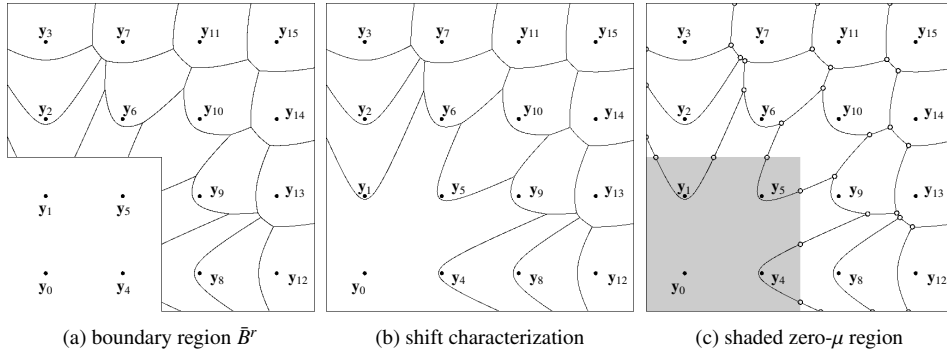 y3 y7 y11 y15
y2 y6 y10 y14
y1 y5 y9 y13
y0 y4 y8 y12
(a) boundary region B̄ʳ
y3 y7 y11 y15
y2 y6 y10 y14
y1 y5 y9 y13
y0 y4 y8 y12
(b) shift characterization
y3 y7 y11 y15
y2 y6 y10 y14
y1 y5 y9 y13
y0 y4 y8 y12
(c) shaded zero-μ region